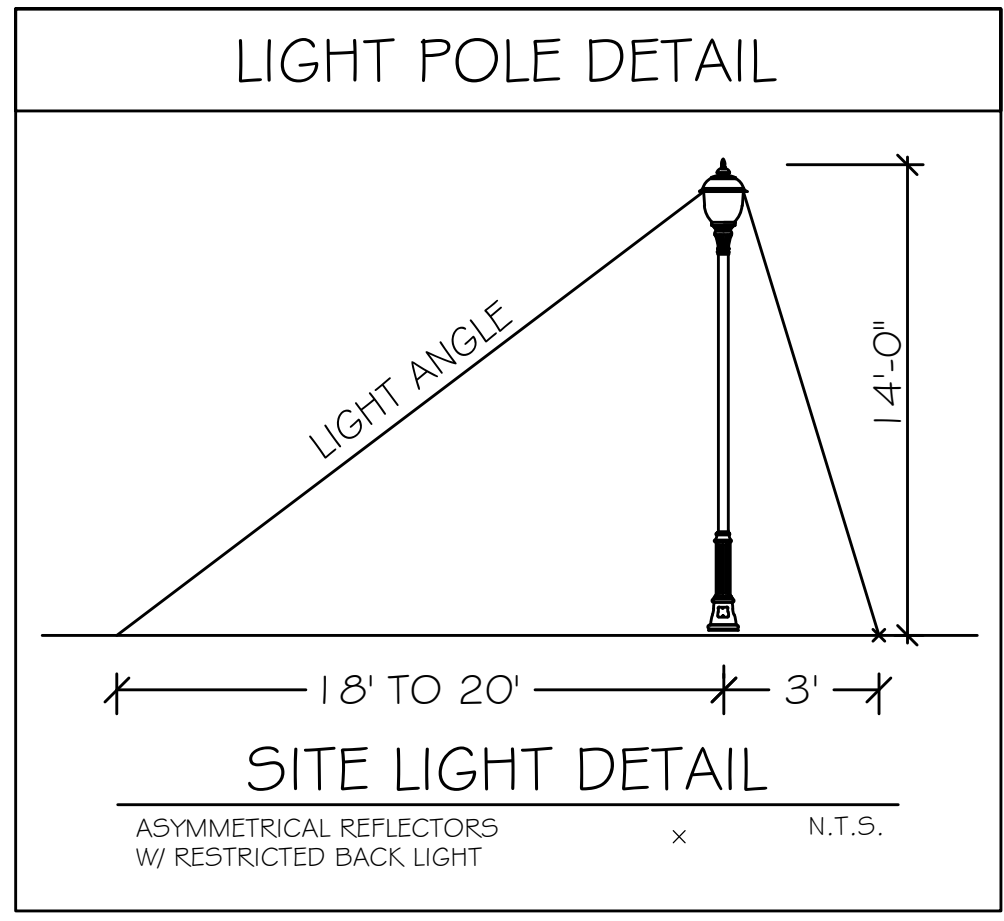 LIGHT POLE DETAIL
LIGHT ANGLE
14'-0"
18' TO 20'
3'
SITE LIGHT DETAIL
ASYMMETRICAL REFLECTORS
W/ RESTRICTED BACK LIGHT
x
N.T.S.